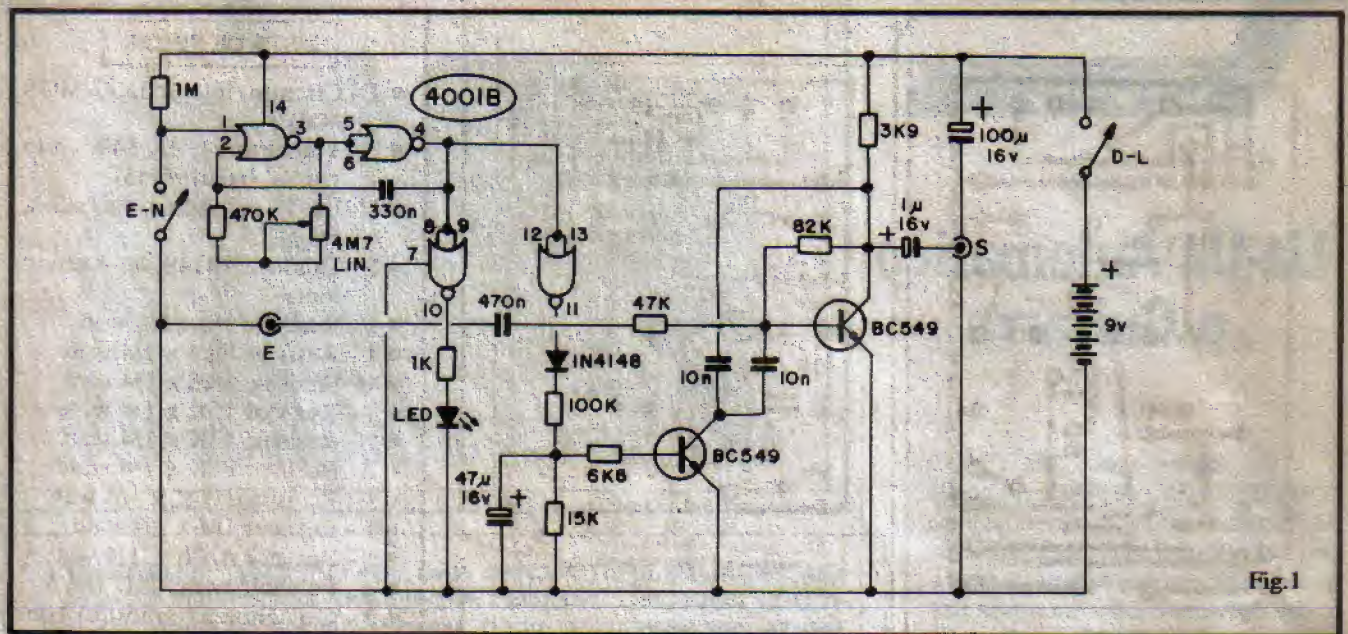 1M
14
4001B
1
2
3
5
6
4
E-N
470K
4M7
LIN.
330n
8
9
7
10
12
13
11
E
470n
47K
1K
LED
1N4148
100K
47µ
16v
+
6K8
15K
BC549
10n
10n
82K
3K9
BC549
+
1µ
16v
S
+
100µ
16v
D-L
+
9v
Fig.1